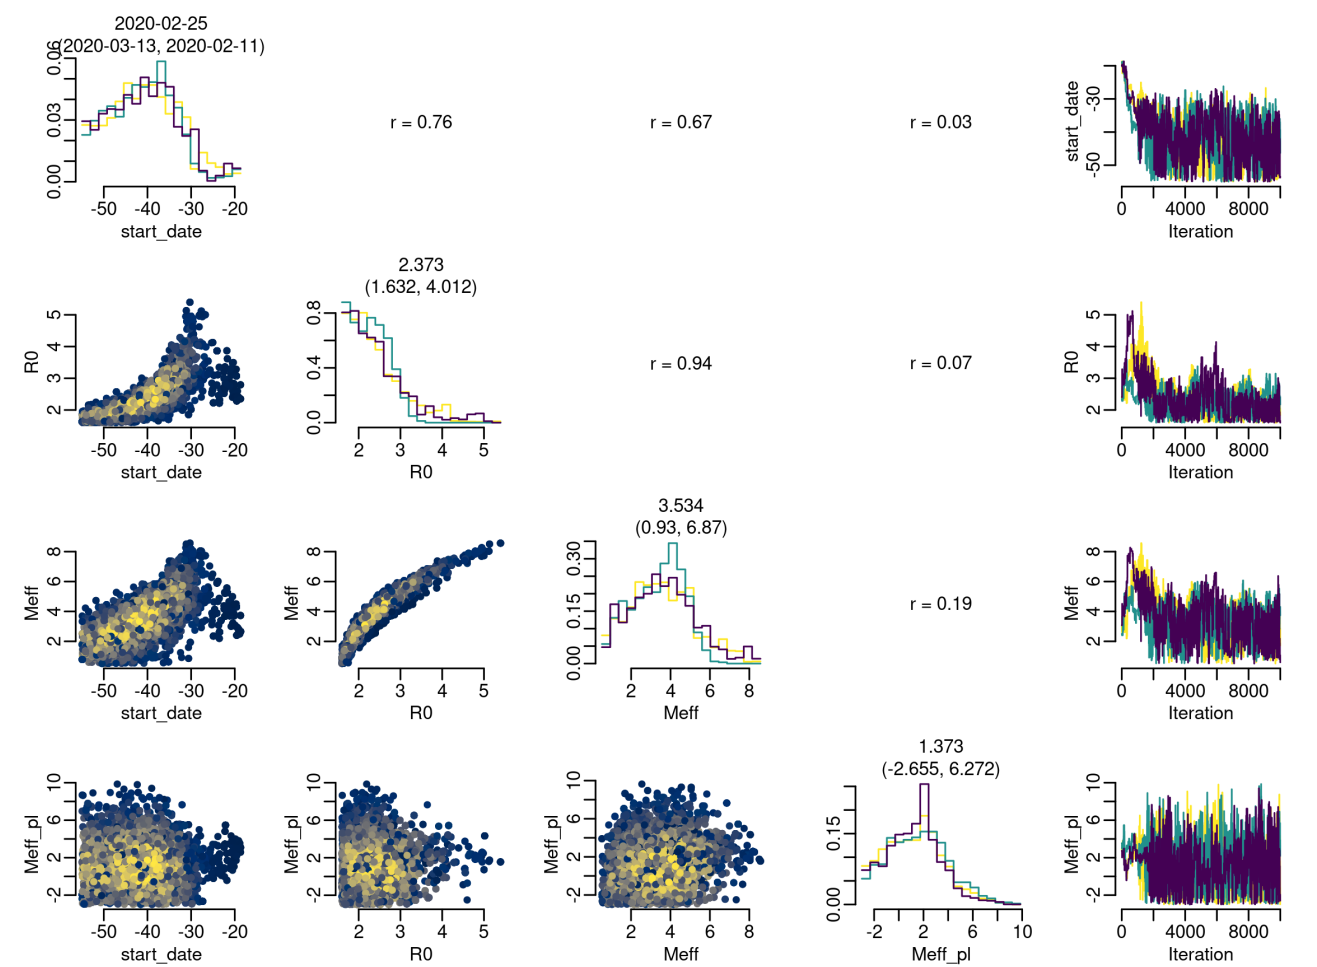 2020-02-25
(2020-03-13, 2020-02-11)
0.00 0.03 0.06
-50 -40 -30 -20
start_date
r = 0.76
r = 0.67
r = 0.03
start_date
-50 -30
0 4000 8000
Iteration
R0
2 3 4 5
-50 -40 -30 -20
start_date
2.373
(1.632, 4.012)
0.0 0.4 0.8
2 3 4 5
R0
r = 0.94
r = 0.07
R0
2 3 4 5
0 4000 8000
Iteration
Meff
2 4 6 8
-50 -40 -30 -20
start_date
Meff
2 4 6 8
2 3 4 5
R0
3.534
(0.93, 6.87)
0.00 0.15 0.30
2 4 6 8
Meff
r = 0.19
Meff
2 4 6 8
0 4000 8000
Iteration
Meff_pl
-2 2 6 10
-50 -40 -30 -20
start_date
Meff_pl
-2 2 6 10
2 3 4 5
R0
Meff_pl
-2 2 6 10
2 4 6 8
Meff
1.373
(-2.655, 6.272)
0.00 0.15
-2 2 6 10
Meff_pl
Meff_pl
-2 2 6 10
0 4000 8000
Iteration